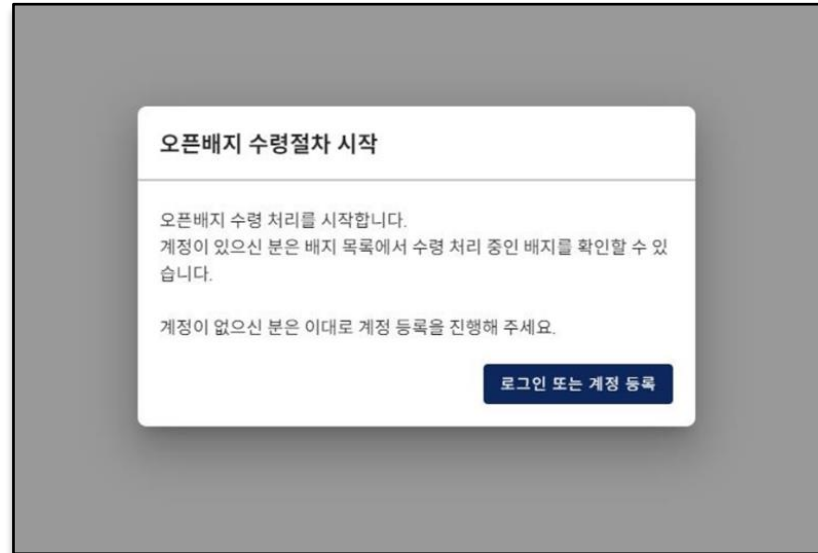 오픈배지 수령절차 시작
오픈배지 수령 처리를 시작합니다.
계정이 있으신 분은 배지 목록에서 수령 처리 중인 배지를 확인할 수 있
습니다.
계정이 없으신 분은 이대로 계정 등록을 진행해 주세요.
로그인 또는 계정 등록